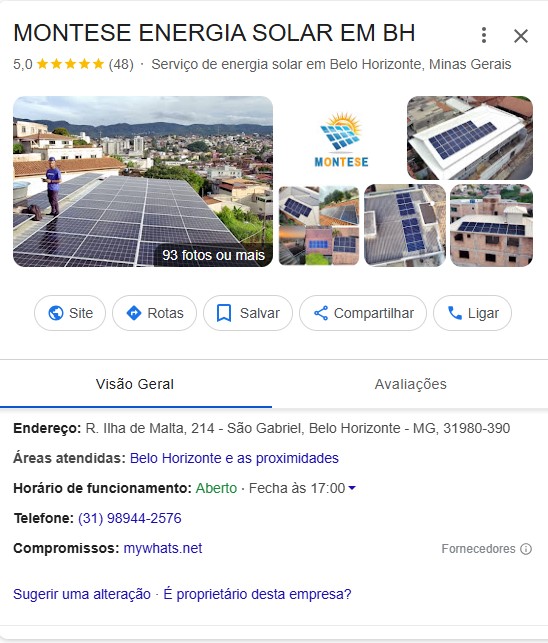 MONTESE ENERGIA SOLAR EM BH
5,0 (48) · Serviço de energia solar em Belo Horizonte, Minas Gerais
MONTESE
93 fotos ou mais
Site
Rotas
Salvar
Compartilhar
Ligar
Visão Geral
Avaliações
Endereço: R. Ilha de Malta, 214 - São Gabriel, Belo Horizonte - MG, 31980-390
Áreas atendidas: Belo Horizonte e as proximidades
Horário de funcionamento: Aberto · Fecha às 17:00
Telefone: (31) 98944-2576
Compromissos: mywhats.net
Fornecedores
Sugerir uma alteração · É proprietário desta empresa?